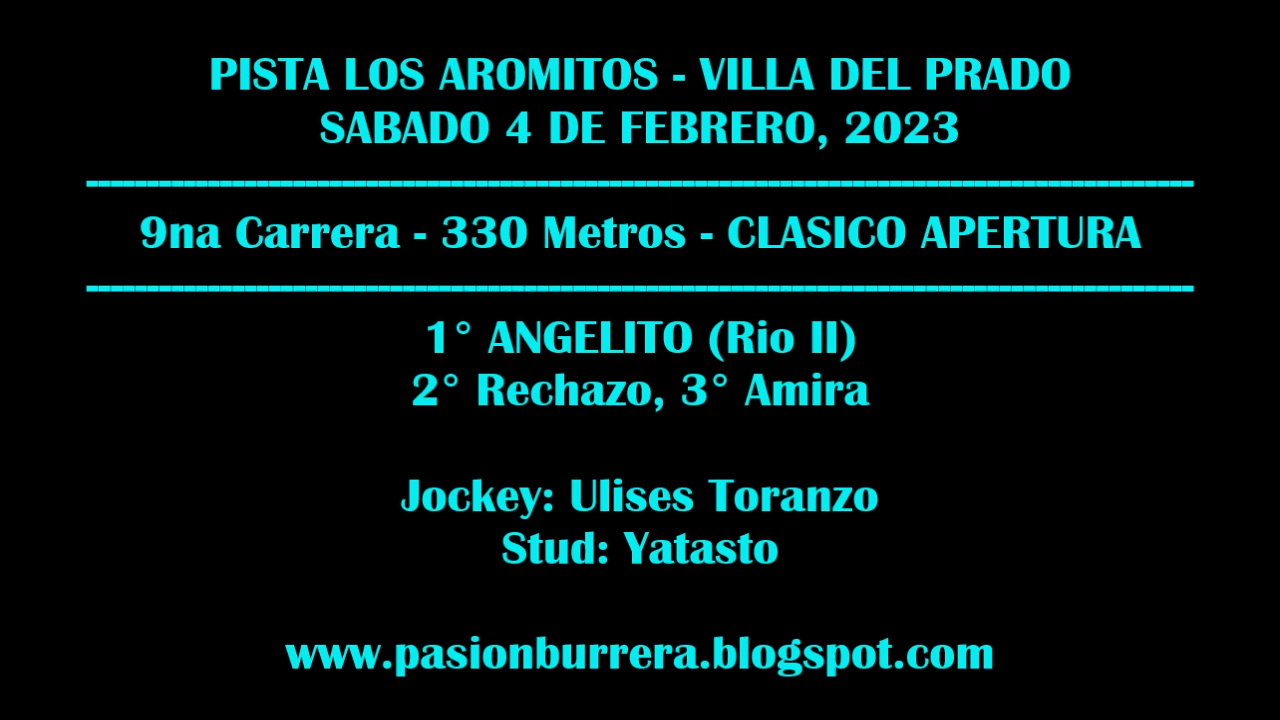 PISTA LOS AROMITOS - VILLA DEL PRADO
SABADO 4 DE FEBRERO, 2023
9na Carrera - 330 Metros - CLASICO APERTURA
1° ANGELITO (Rio II)
2° Rechazo, 3° Amira
Jockey: Ulises Toranzo
Stud: Yatasto
www.pasionburrera.blogspot.com